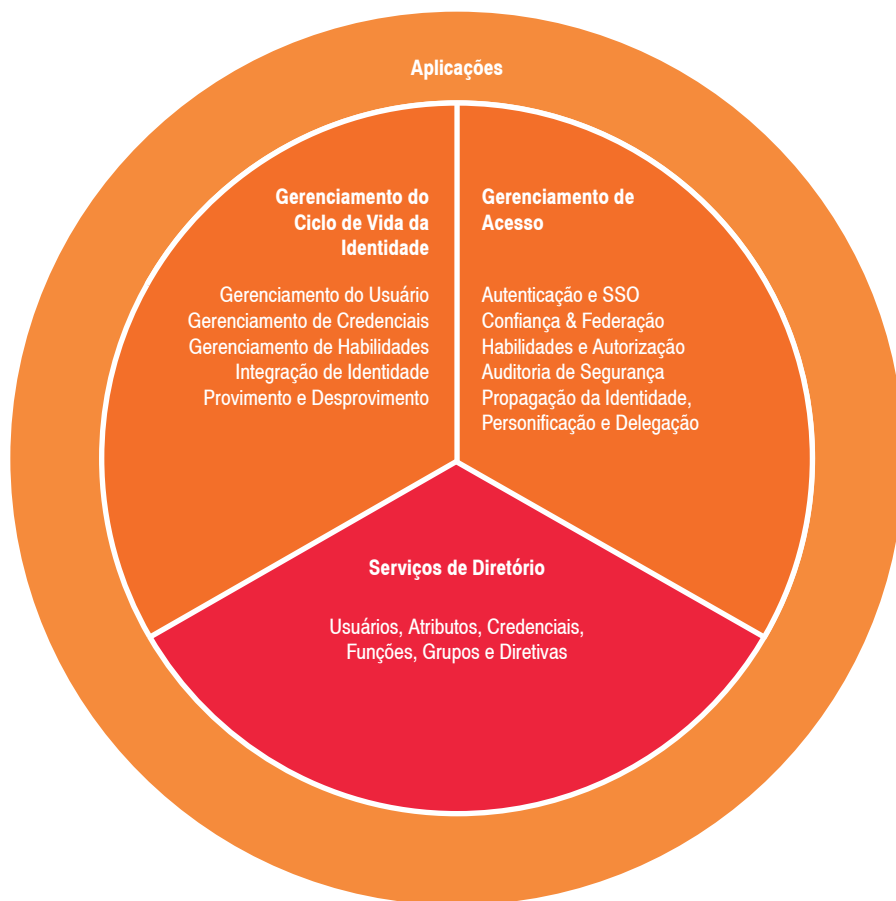 Aplicações
Gerenciamento do
Ciclo de Vida da
Identidade
Gerenciamento do Usuário
Gerenciamento de Credenciais
Gerenciamento de Habilidades
Integração de Identidade
Provimento e Desprovimento
Gerenciamento de
Acesso
Autenticação e SSO
Confiança & Federação
Habilidades e Autorização
Auditoria de Segurança
Propagação da Identidade,
Personificação e Delegação
Serviços de Diretório
Usuários, Atributos, Credenciais,
Funções, Grupos e Diretivas